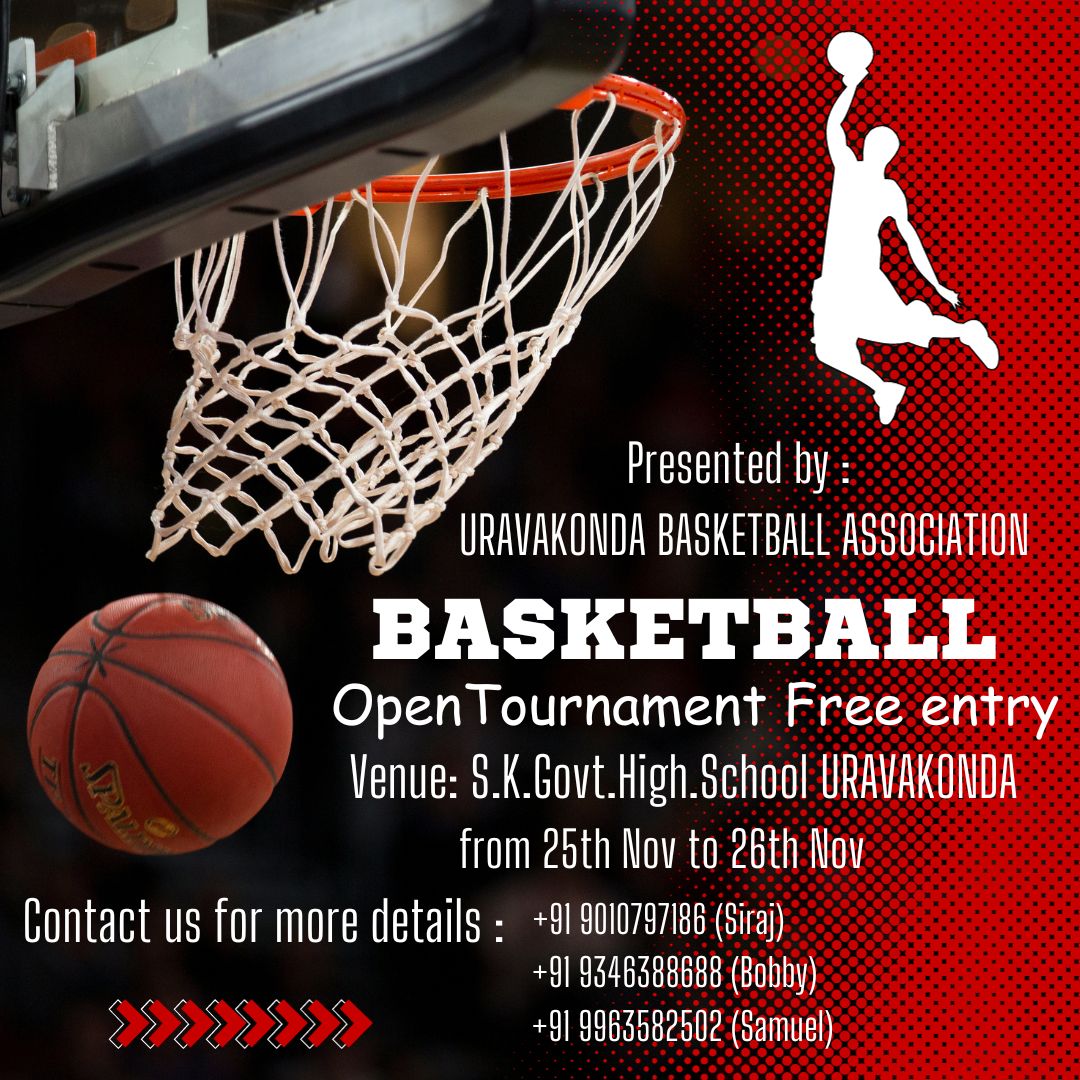 Presented by :
URAVAKONDA BASKETBALL ASSOCIATION
BASKETBALL
OpenTournament Free entry
Venue: S.K.Govt.High.School URAVAKONDA
from 25th Nov to 26th Nov
Contact us for more details :
+91 9010797186 (Siraj)
+91 9346388688 (Bobby)
+91 9963582502 (Samuel)